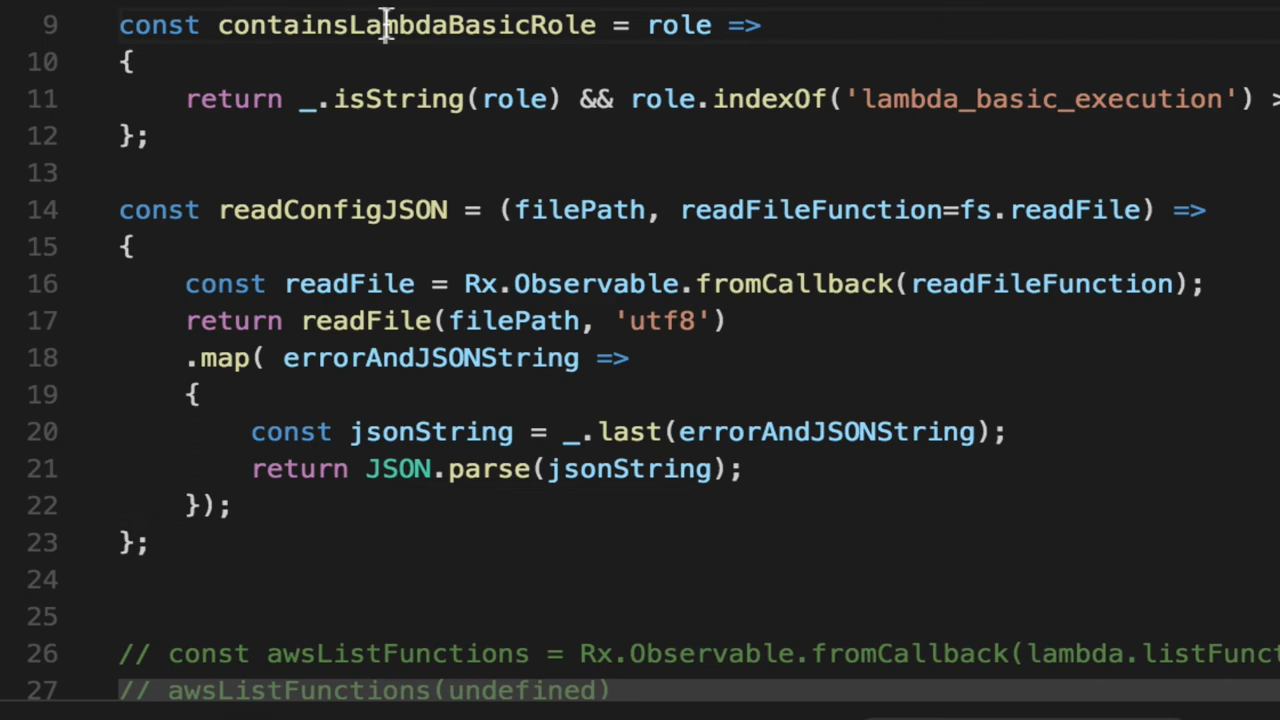 9 const containsLambdaBasicRole = role =>
10 {
11 return _.isString(role) && role.indexOf('lambda_basic_execution') >
12 };
13
14 const readConfigJSON = (filePath, readFileFunction=fs.readFile) =>
15 {
16 const readFile = Rx.Observable.fromCallback(readFileFunction);
17 return readFile(filePath, 'utf8')
18 .map( errorAndJSONString =>
19 {
20 const jsonString = _.last(errorAndJSONString);
21 return JSON.parse(jsonString);
22 });
23 };
24
25
26 // const awsListFunctions = Rx.Observable.fromCallback(lambda.listFunct
27 // awsListFunctions(undefined)